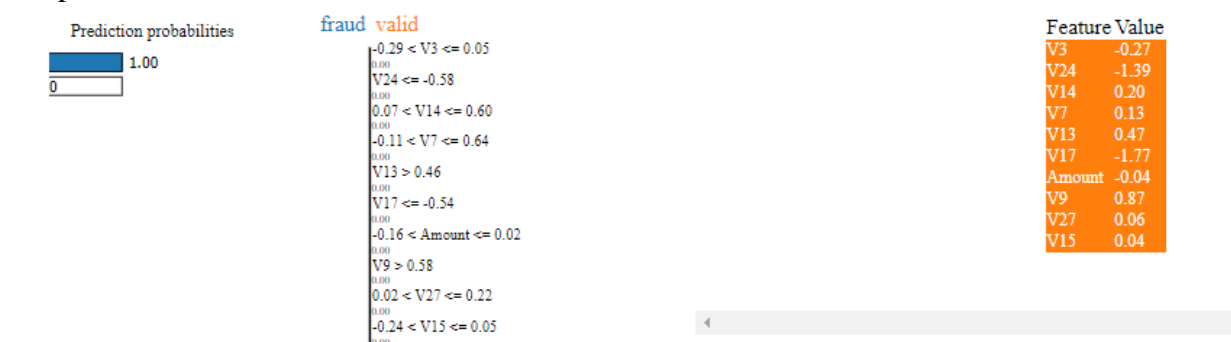 Prediction probabilities
1.00
0
fraud valid
-0.29 < V3 <= 0.05
0.00
V24 <= -0.58
0.00
0.07 < V14 <= 0.60
0.00
-0.11 < V7 <= 0.64
0.00
V13 > 0.46
0.00
V17 <= -0.54
0.00
-0.16 < Amount <= 0.02
0.00
V9 > 0.58
0.00
0.02 < V27 <= 0.22
0.00
-0.24 < V15 <= 0.05
0.00
Feature Value
V3 -0.27
V24 -1.39
V14 0.20
V7 0.13
V13 0.47
V17 -1.77
Amount -0.04
V9 0.87
V27 0.06
V15 0.04